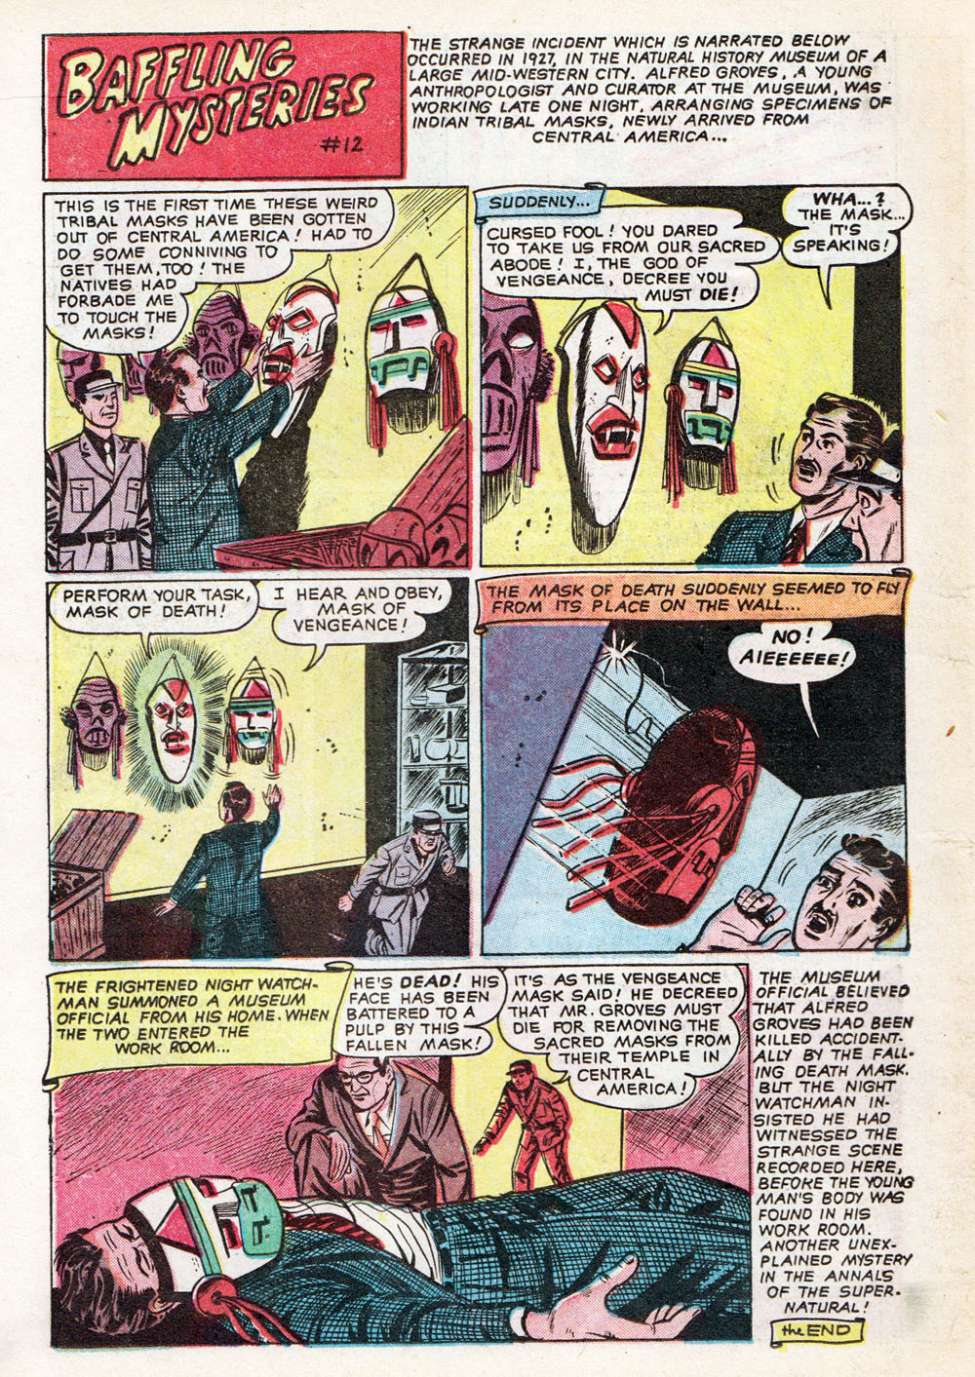 BAFFLING
MYSTERIES
#12
THE STRANGE INCIDENT WHICH IS NARRATED BELOW
OCCURRED IN 1927, IN THE NATURAL HISTORY MUSEUM OF A
LARGE MID-WESTERN CITY. ALFRED GROVES, A YOUNG
ANTHROPOLOGIST AND CURATOR AT THE MUSEUM, WAS
WORKING LATE ONE NIGHT, ARRANGING SPECIMENS OF
INDIAN TRIBAL MASKS, NEWLY ARRIVED FROM
CENTRAL AMERICA...
THIS IS THE FIRST TIME THESE WEIRD
TRIBAL MASKS HAVE BEEN GOTTEN
OUT OF CENTRAL AMERICA! HAD TO
DO SOME CONNIVING TO
GET THEM, TOO! THE
NATIVES HAD
FORBADE ME
TO TOUCH THE
MASKS!
SUDDENLY...
CURSED FOOL! YOU DARED
TO TAKE US FROM OUR SACRED
ABODE! I, THE GOD OF
VENGEANCE, DECREE YOU
MUST DIE!
WHA...?
THE MASK...
IT'S
SPEAKING!
PERFORM YOUR TASK,
MASK OF DEATH!
I HEAR AND OBEY,
MASK OF
VENGEANCE!
THE MASK OF DEATH SUDDENLY SEEMED TO FLY
FROM ITS PLACE ON THE WALL...
NO!
AIEEEEEE!
THE FRIGHTENED NIGHT WATCH-
MAN SUMMONED A MUSEUM
OFFICIAL FROM HIS HOME. WHEN
THE TWO ENTERED THE
WORK ROOM...
HE'S DEAD! HIS
FACE HAS BEEN
BATTERED TO A
PULP BY THIS
FALLEN MASK!
IT'S AS THE VENGEANCE
MASK SAID! HE DECREED
THAT MR. GROVES MUST
DIE FOR REMOVING THE
SACRED MASKS FROM
THEIR TEMPLE IN
CENTRAL
AMERICA!
THE MUSEUM
OFFICIAL BELIEVED
THAT ALFRED
GROVES HAD BEEN
KILLED ACCIDENT-
ALLY BY THE FALL-
ING DEATH MASK.
BUT THE NIGHT
WATCHMAN IN-
SISTED HE HAD
WITNESSED THE
STRANGE SCENE
RECORDED HERE,
BEFORE THE YOUNG
MAN'S BODY WAS
FOUND IN HIS
WORK ROOM.
ANOTHER UNEX-
PLAINED MYSTERY
IN THE ANNALS
OF THE SUPER-
NATURAL!
the END